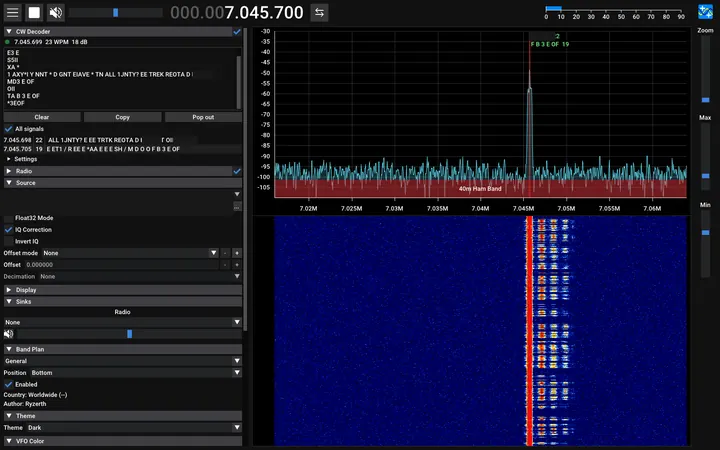 000.007.045.700
0 10 20 30 40 50 60 70 80 90
CW Decoder
7.045.699 23 WPM 18 dB
E3 E
S5II
XA *
1 AXY*! Y NNT * D GNT EIAVE * TN ALL 1JNTY? E EE TRTK REOTA D I
MD3 E OF
OII
TA B 3 E OF
*3EOF
Clear Copy Pop out
All signals
7.045.698 22 ALL 1JNTY? E EE TRTK REOTA D I
7.045.705 19 E ET1 / R EE E *AA E E E E SH / M D O O F B 3 E OF
Settings
Radio
Source
...
Float32 Mode
IQ Correction
Invert IQ
Offset mode None - +
Offset 0.000000 - +
Decimation None
Display
Sinks
Radio
None
Band Plan
General
Position Bottom
Enabled
Country: Worldwide (--)
Author: Ryzerth
Theme
Theme Dark
VFO Color
-30
-35
-40
-45
-50
-55
-60
-65
-70
-75
-80
-85
-90
-95
-100
-105
F B 3 E OF 19
40m Ham Band
7.02M 7.025M 7.03M 7.035M 7.04M 7.045M 7.05M 7.055M 7.06M
Zoom
Max
Min